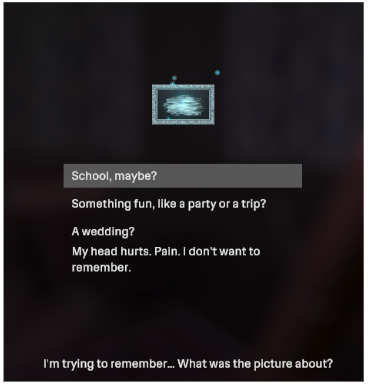 School, maybe?
Something fun, like a party or a trip?
A wedding?
My head hurts. Pain. I don't want to
remember.
I'm trying to remember... What was the picture about?